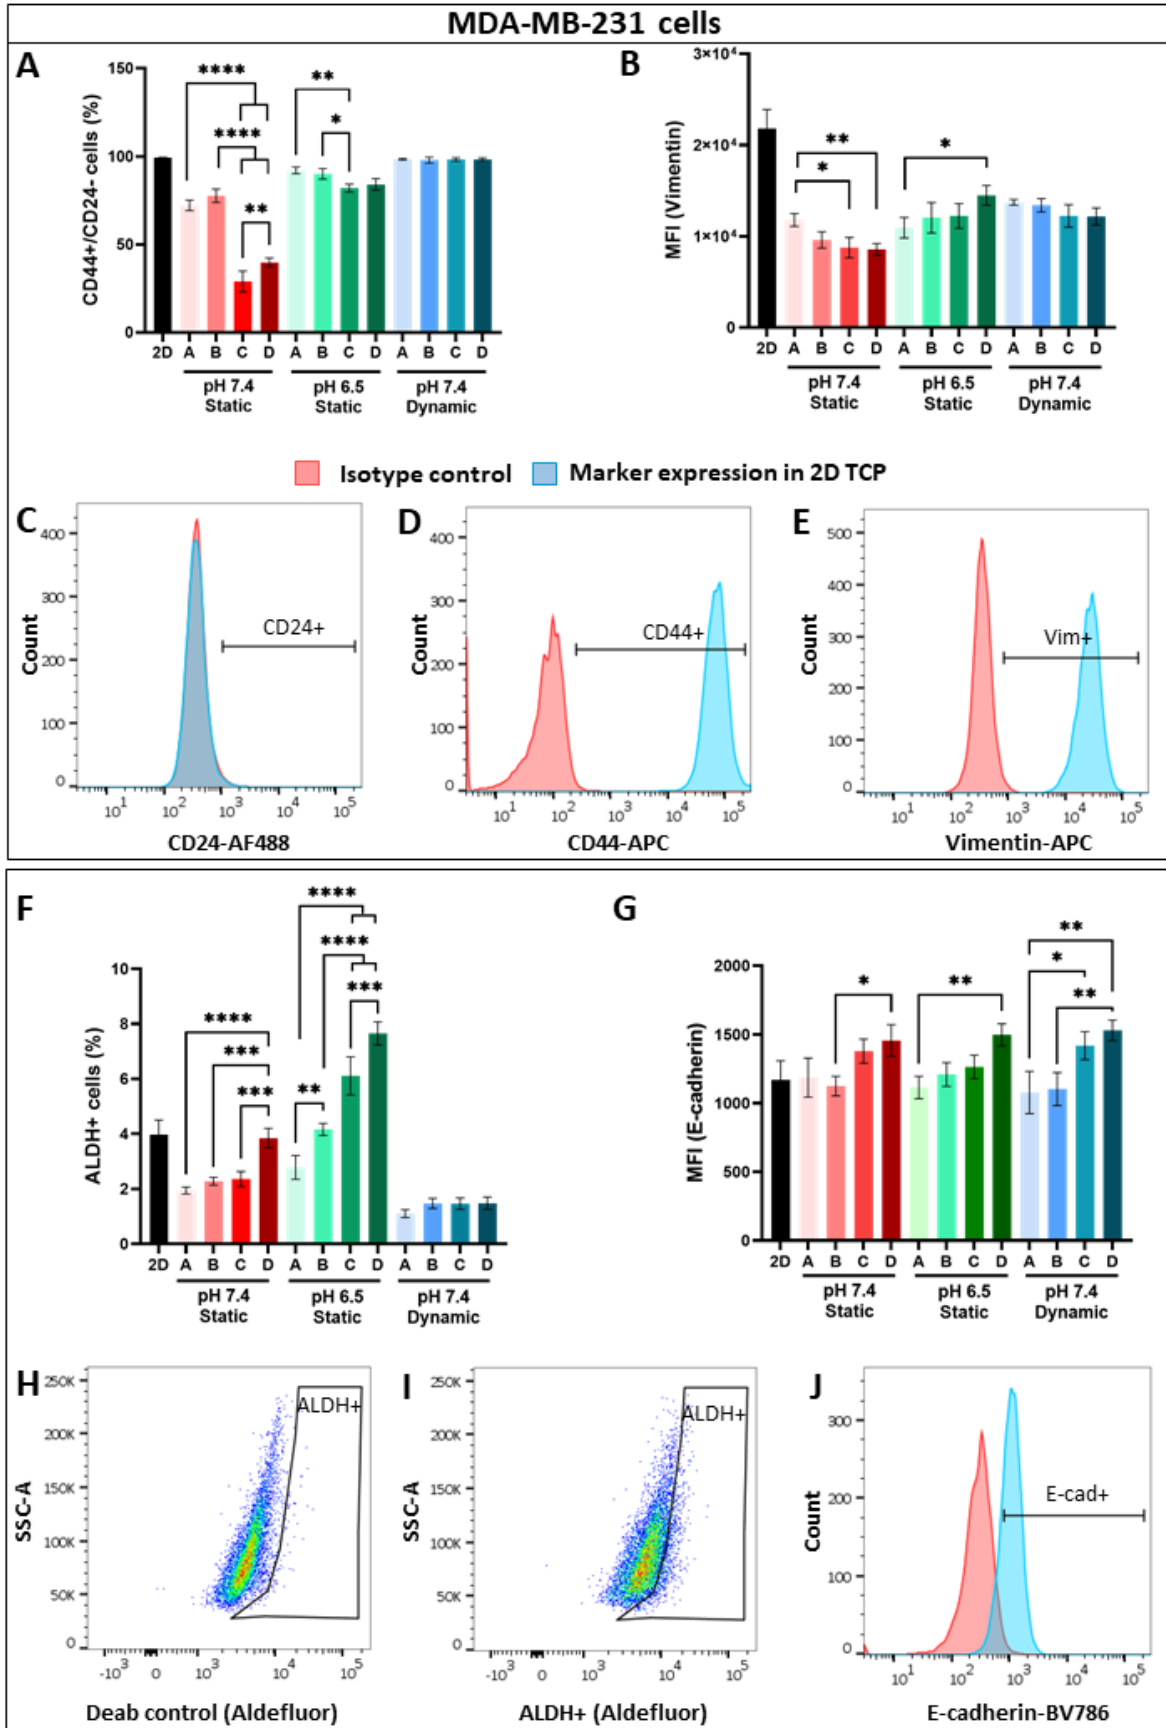 MDA-MB-231 cells
A
CD44+/CD24- cells (%)
150
100
50
0
****
****
**
**
*
2D A B C D A B C D A B C D
pH 7.4 pH 6.5 pH 7.4
Static Static Dynamic
B
MFI (Vimentin)
3×10⁴
2×10⁴
1×10⁴
0
**
*
*
2D A B C D A B C D A B C D
pH 7.4 pH 6.5 pH 7.4
Static Static Dynamic
Isotype control Marker expression in 2D TCP
C
Count
400
300
200
100
0
CD24+
10¹ 10² 10³ 10⁴ 10⁵
CD24-AF488
D
Count
400
300
200
100
0
CD44+
10¹ 10² 10³ 10⁴ 10⁵
CD44-APC
E
Count
500
400
300
200
100
0
Vim+
10¹ 10² 10³ 10⁴ 10⁵
Vimentin-APC
F
ALDH+ cells (%)
10
8
6
4
2
0
****
***
***
****
****
***
**
2D A B C D A B C D A B C D
pH 7.4 pH 6.5 pH 7.4
Static Static Dynamic
G
MFI (E-cadherin)
2000
1500
1000
500
0
*
**
**
*
**
2D A B C D A B C D A B C D
pH 7.4 pH 6.5 pH 7.4
Static Static Dynamic
H
SSC-A
250K
200K
150K
100K
50K
0
ALDH+
-10³ 0 10³ 10⁴ 10⁵
Deab control (Aldefluor)
I
SSC-A
250K
200K
150K
100K
50K
0
ALDH+
-10³ 0 10³ 10⁴ 10⁵
ALDH+ (Aldefluor)
J
Count
300
200
100
0
E-cad+
10¹ 10² 10³ 10⁴ 10⁵
E-cadherin-BV786